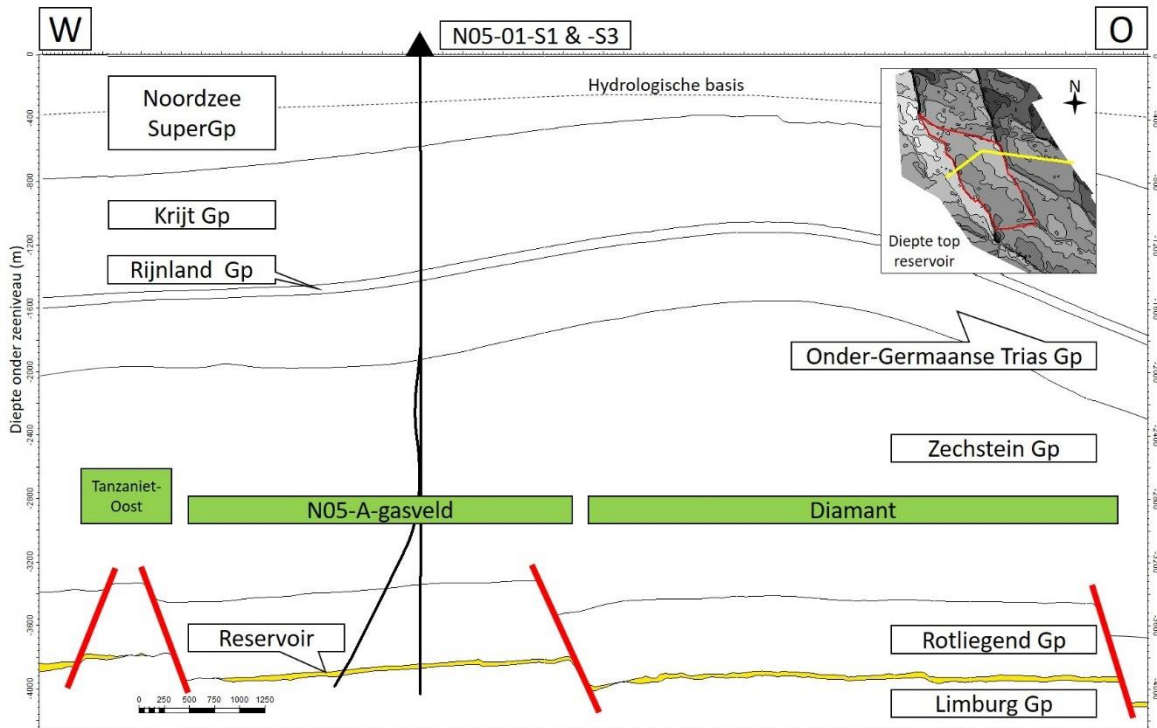 W
N05-01-S1 & -S3
O
Noordzee
SuperGp
Hydrologische basis
N
Krijt Gp
Rijnland Gp
Diepte top
reservoir
Onder-Germaanse Trias Gp
Diepte onder zeeniveau (m)
0
-400
-800
-1200
-1600
-2000
-2400
-2800
-3200
-3600
-4000
Zechstein Gp
Tanzaniet-
Oost
N05-A-gasveld
Diamant
Reservoir
Rotliegend Gp
Limburg Gp
0 250 500 750 1000 1250